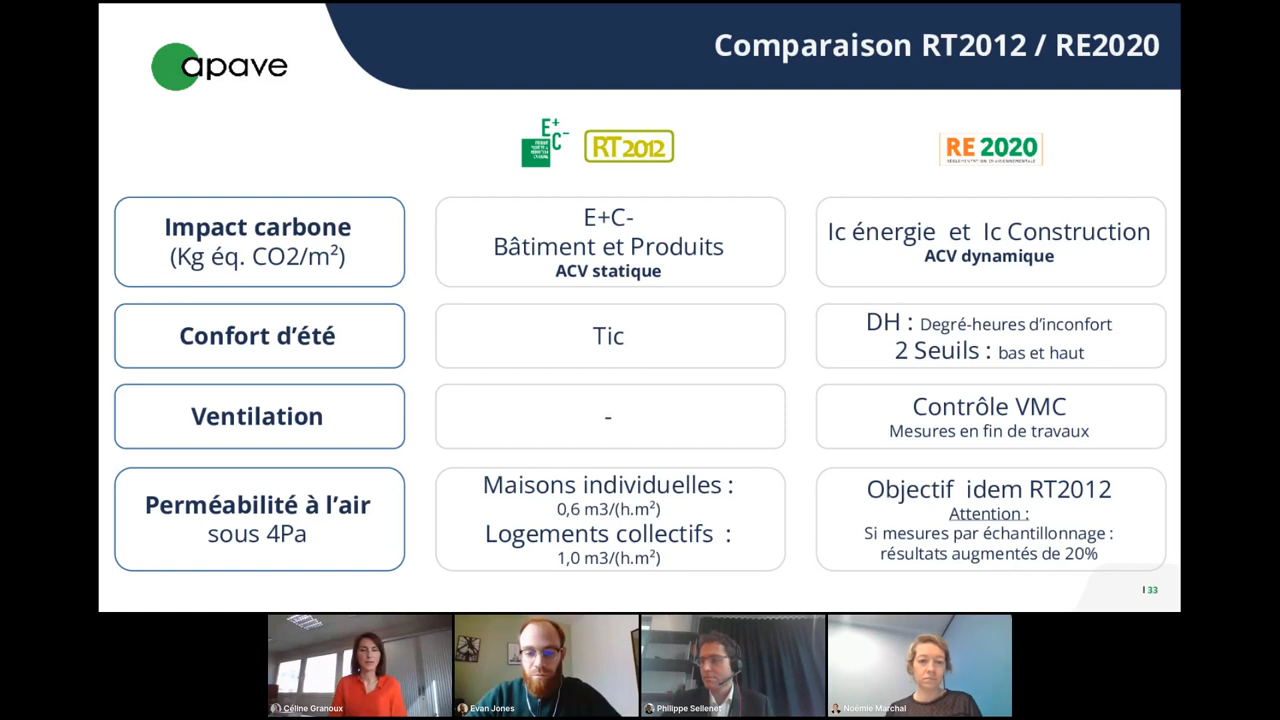 apave
Comparaison RT2012 / RE2020
E+
C-
RT2012
RE 2020
Impact carbone
(Kg éq. CO2/m²)
E+C-
Bâtiment et Produits
ACV statique
Ic énergie et Ic Construction
ACV dynamique
Confort d'été
Tic
DH : Degré-heures d'inconfort
2 Seuils : bas et haut
Ventilation
-
Contrôle VMC
Mesures en fin de travaux
Perméabilité à l'air
sous 4Pa
Maisons individuelles :
0,6 m3/(h.m²)
Logements collectifs :
1,0 m3/(h.m²)
Objectif idem RT2012
Attention :
Si mesures par échantillonnage :
résultats augmentés de 20%
| 33
Céline Granoux
Evan Jones
Philippe Sellenet
Noémie Marchal